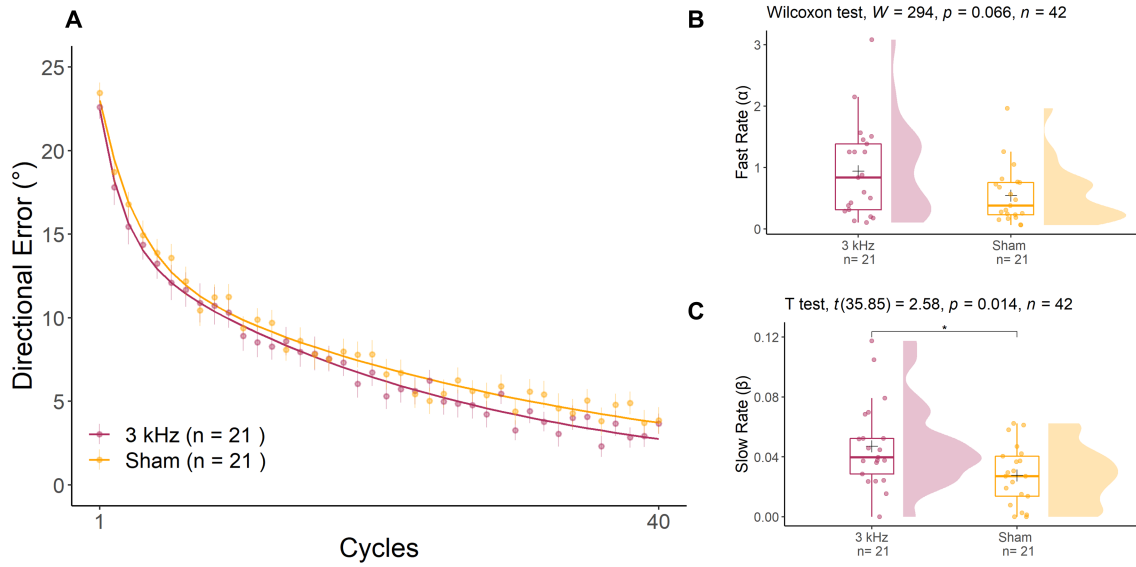 A
Directional Error (°)
25
20
15
10
5
0
3 kHz (n = 21 )
Sham (n = 21 )
1
40
Cycles
B
Wilcoxon test, W = 294, p = 0.066, n = 42
Fast Rate (α)
3
2
1
0
3 kHz
n= 21
Sham
n= 21
C
T test, t(35.85) = 2.58, p = 0.014, n = 42
*
Slow Rate (β)
0.12
0.08
0.04
0.00
3 kHz
n= 21
Sham
n= 21